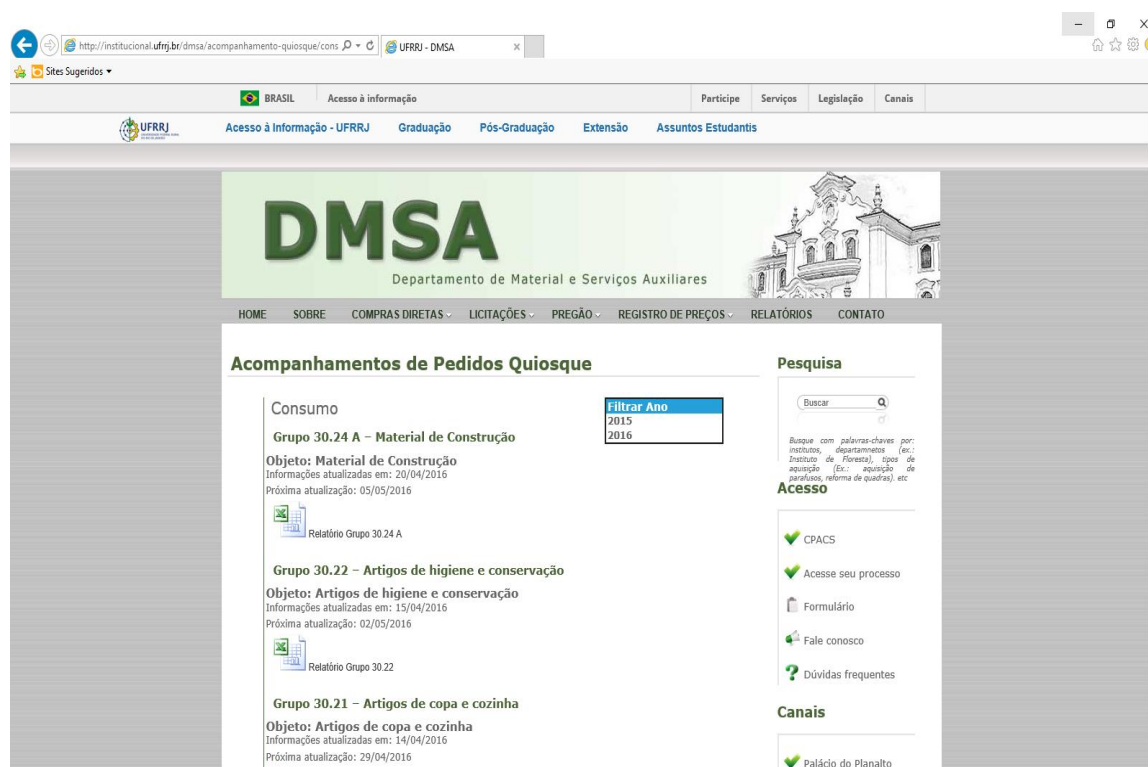 http://institucional.ufrrj.br/dmsa/acompanhamento-quiosque/cons
UFRRJ - DMSA
Sites Sugeridos
BRASIL Acesso à informação Participe Serviços Legislação Canais
UFRRJ
Acesso à Informação - UFRRJ Graduação Pós-Graduação Extensão Assuntos Estudantis
DMSA
Departamento de Material e Serviços Auxiliares
HOME SOBRE COMPRAS DIRETAS LICITAÇÕES PREGÃO REGISTRO DE PREÇOS RELATÓRIOS CONTATO
Acompanhamentos de Pedidos Quiosque
Consumo
Filtrar Ano
2015
2016
Grupo 30.24 A – Material de Construção
Objeto: Material de Construção
Informações atualizadas em: 20/04/2016
Próxima atualização: 05/05/2016
Relatório Grupo 30.24 A
Grupo 30.22 – Artigos de higiene e conservação
Objeto: Artigos de higiene e conservação
Informações atualizadas em: 15/04/2016
Próxima atualização: 02/05/2016
Relatório Grupo 30.22
Grupo 30.21 – Artigos de copa e cozinha
Objeto: Artigos de copa e cozinha
Informações atualizadas em: 14/04/2016
Próxima atualização: 29/04/2016
Pesquisa
Buscar
Busque com palavras-chaves por:
institutos, departamnetos (ex.:
Instituto de Floresta), tipos de
aquisição (Ex.: aquisição de
parafusos, reforma de quadras). etc
Acesso
CPACS
Acesse seu processo
Formulário
Fale conosco
Dúvidas frequentes
Canais
Palácio do Planalto